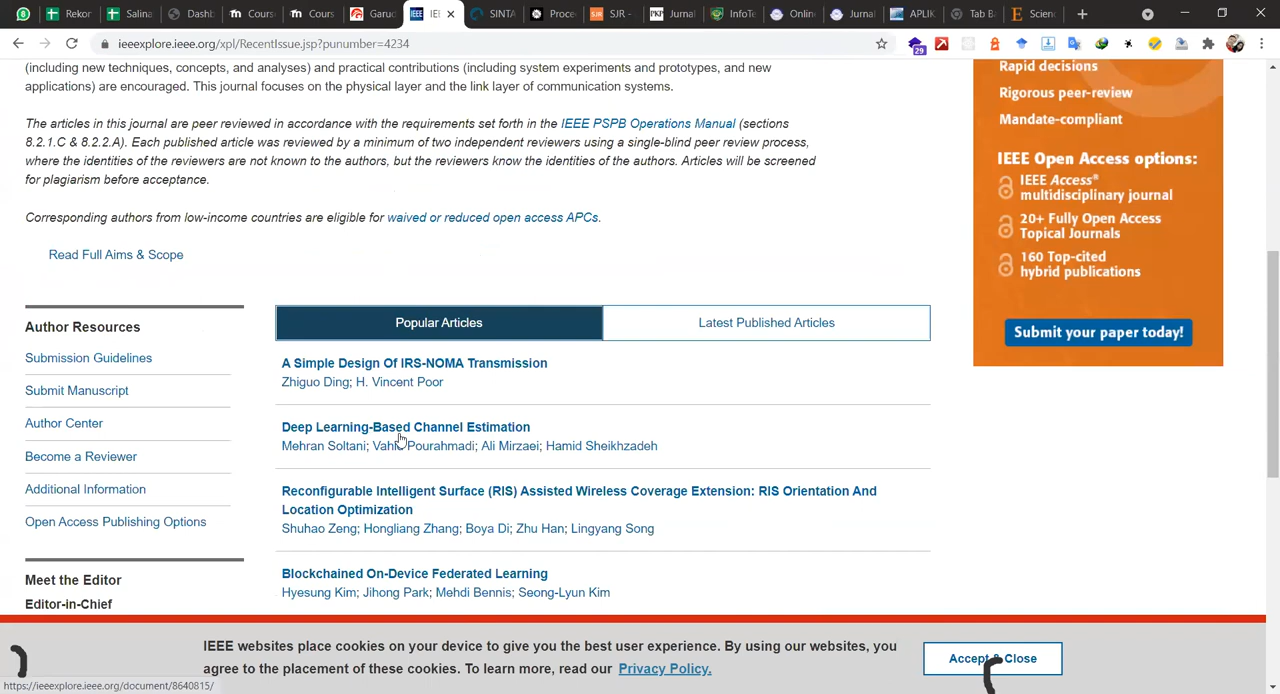 Rekor
Salina
Dashb
Cours
Cours
Garud
IEE
SINTA
Proce
SJR -
Jurnal
InfoTe
Onlin
Jurna
APLIK
Tab B
Scien
ieeexplore.ieee.org/xpl/RecentIssue.jsp?punumber=4234
29
(including new techniques, concepts, and analyses) and practical contributions (including system experiments and prototypes, and new
applications) are encouraged. This journal focuses on the physical layer and the link layer of communication systems.
The articles in this journal are peer reviewed in accordance with the requirements set forth in the IEEE PSPB Operations Manual (sections
8.2.1.C & 8.2.2.A). Each published article was reviewed by a minimum of two independent reviewers using a single-blind peer review process,
where the identities of the reviewers are not known to the authors, but the reviewers know the identities of the authors. Articles will be screened
for plagiarism before acceptance.
Corresponding authors from low-income countries are eligible for waived or reduced open access APCs.
Read Full Aims & Scope
Rapid decisions
Rigorous peer-review
Mandate-compliant
IEEE Open Access options:
IEEE Access®
multidisciplinary journal
20+ Fully Open Access
Topical Journals
160 Top-cited
hybrid publications
Submit your paper today!
Author Resources
Submission Guidelines
Submit Manuscript
Author Center
Become a Reviewer
Additional Information
Open Access Publishing Options
Meet the Editor
Editor-in-Chief
Popular Articles
Latest Published Articles
A Simple Design Of IRS-NOMA Transmission
Zhiguo Ding; H. Vincent Poor
Deep Learning-Based Channel Estimation
Mehran Soltani; Vahid Pourahmadi; Ali Mirzaei; Hamid Sheikhzadeh
Reconfigurable Intelligent Surface (RIS) Assisted Wireless Coverage Extension: RIS Orientation And
Location Optimization
Shuhao Zeng; Hongliang Zhang; Boya Di; Zhu Han; Lingyang Song
Blockchained On-Device Federated Learning
Hyesung Kim; Jihong Park; Mehdi Bennis; Seong-Lyun Kim
IEEE websites place cookies on your device to give you the best user experience. By using our websites, you
agree to the placement of these cookies. To learn more, read our Privacy Policy.
Accept & Close
https://ieeexplore.ieee.org/document/8640815/